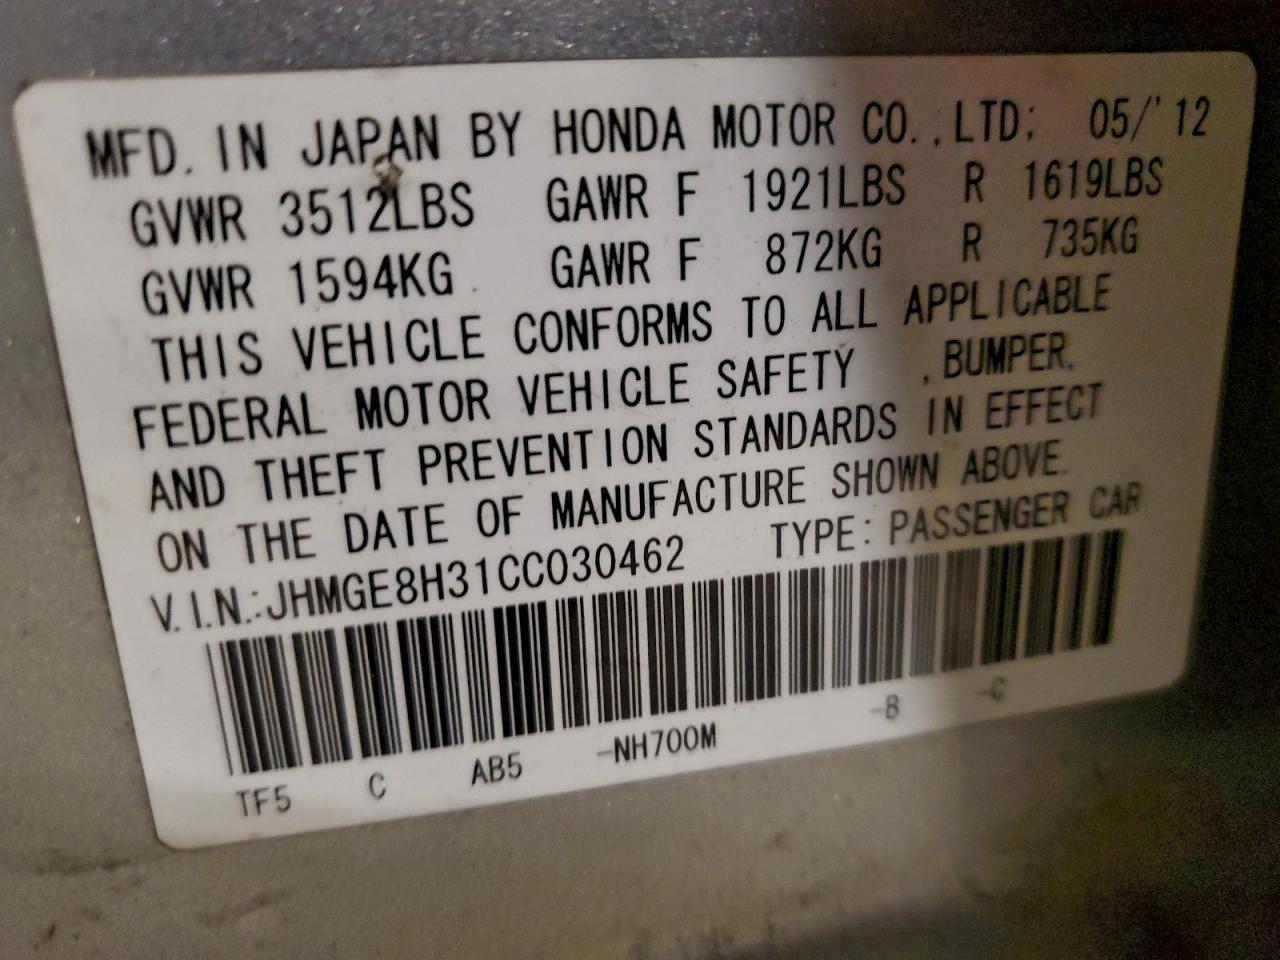 MFD. IN JAPAN BY HONDA MOTOR CO.,LTD; 05/'12
GVWR 3512LBS GAWR F 1921LBS R 1619LBS
GVWR 1594KG GAWR F 872KG R 735KG
THIS VEHICLE CONFORMS TO ALL APPLICABLE
FEDERAL MOTOR VEHICLE SAFETY , BUMPER,
AND THEFT PREVENTION STANDARDS IN EFFECT
ON THE DATE OF MANUFACTURE SHOWN ABOVE.
V.I.N.:JHMGE8H31CC030462 TYPE: PASSENGER CAR
TF5 C AB5 -NH700M -B -C